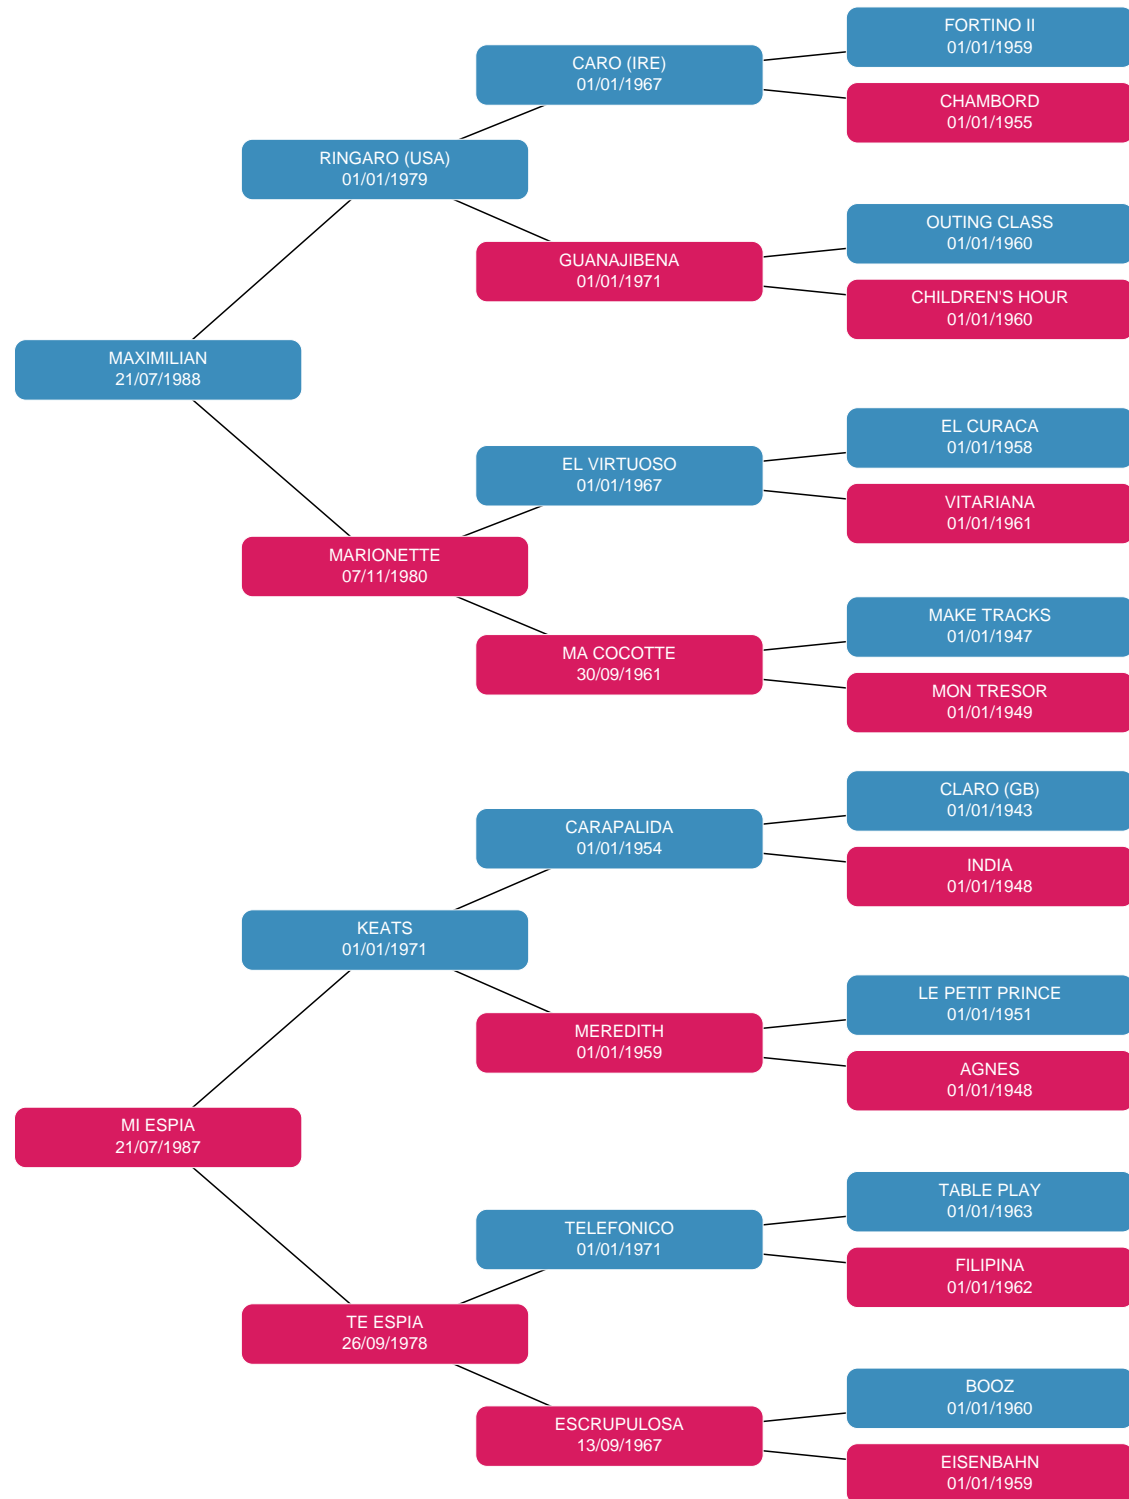 FORTINO II
01/01/1959
CARO (IRE)
01/01/1967
CHAMBORD
01/01/1955
RINGARO (USA)
01/01/1979
OUTING CLASS
01/01/1960
GUANAJIBENA
01/01/1971
CHILDREN'S HOUR
01/01/1960
MAXIMILIAN
21/07/1988
EL CURACA
01/01/1958
EL VIRTUOSO
01/01/1967
VITARIANA
01/01/1961
MARIONETTE
07/11/1980
MAKE TRACKS
01/01/1947
MA COCOTTE
30/09/1961
MON TRESOR
01/01/1949
CLARO (GB)
01/01/1943
CARAPALIDA
01/01/1954
INDIA
01/01/1948
KEATS
01/01/1971
LE PETIT PRINCE
01/01/1951
MEREDITH
01/01/1959
AGNES
01/01/1948
MI ESPIA
21/07/1987
TABLE PLAY
01/01/1963
TELEFONICO
01/01/1971
FILIPINA
01/01/1962
TE ESPIA
26/09/1978
BOOZ
01/01/1960
ESCRUPULOSA
13/09/1967
EISENBAHN
01/01/1959